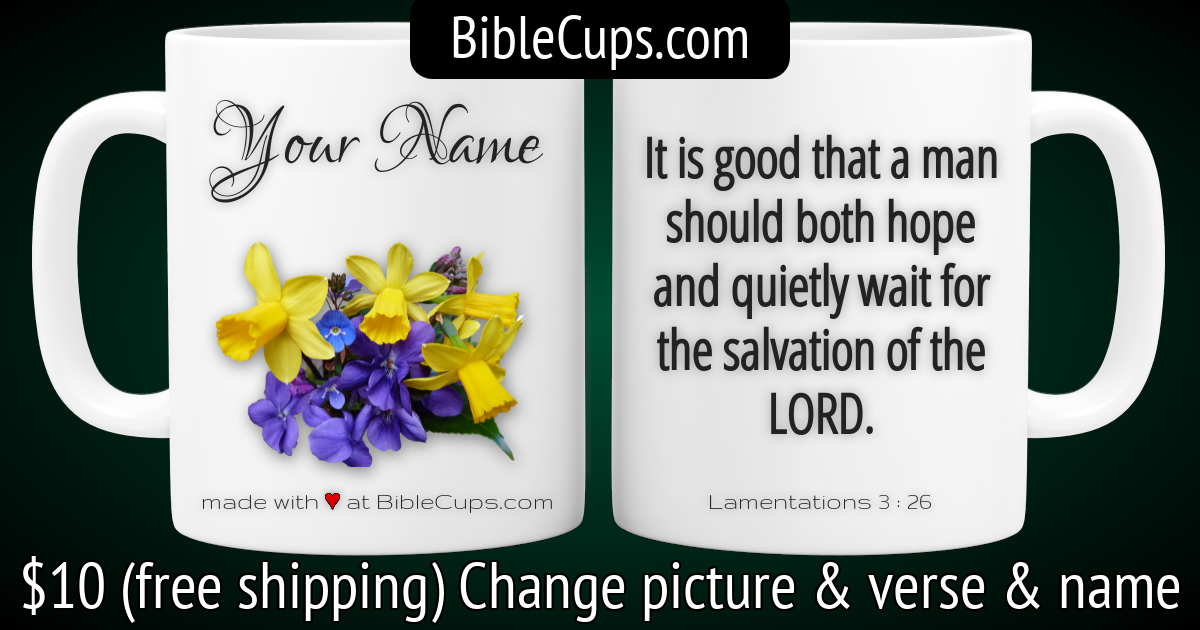 BibleCups.com
Your Name
made with ♥ at BibleCups.com
It is good that a man
should both hope
and quietly wait for
the salvation of the
LORD.
Lamentations 3 : 26
$10 (free shipping) Change picture & verse & name